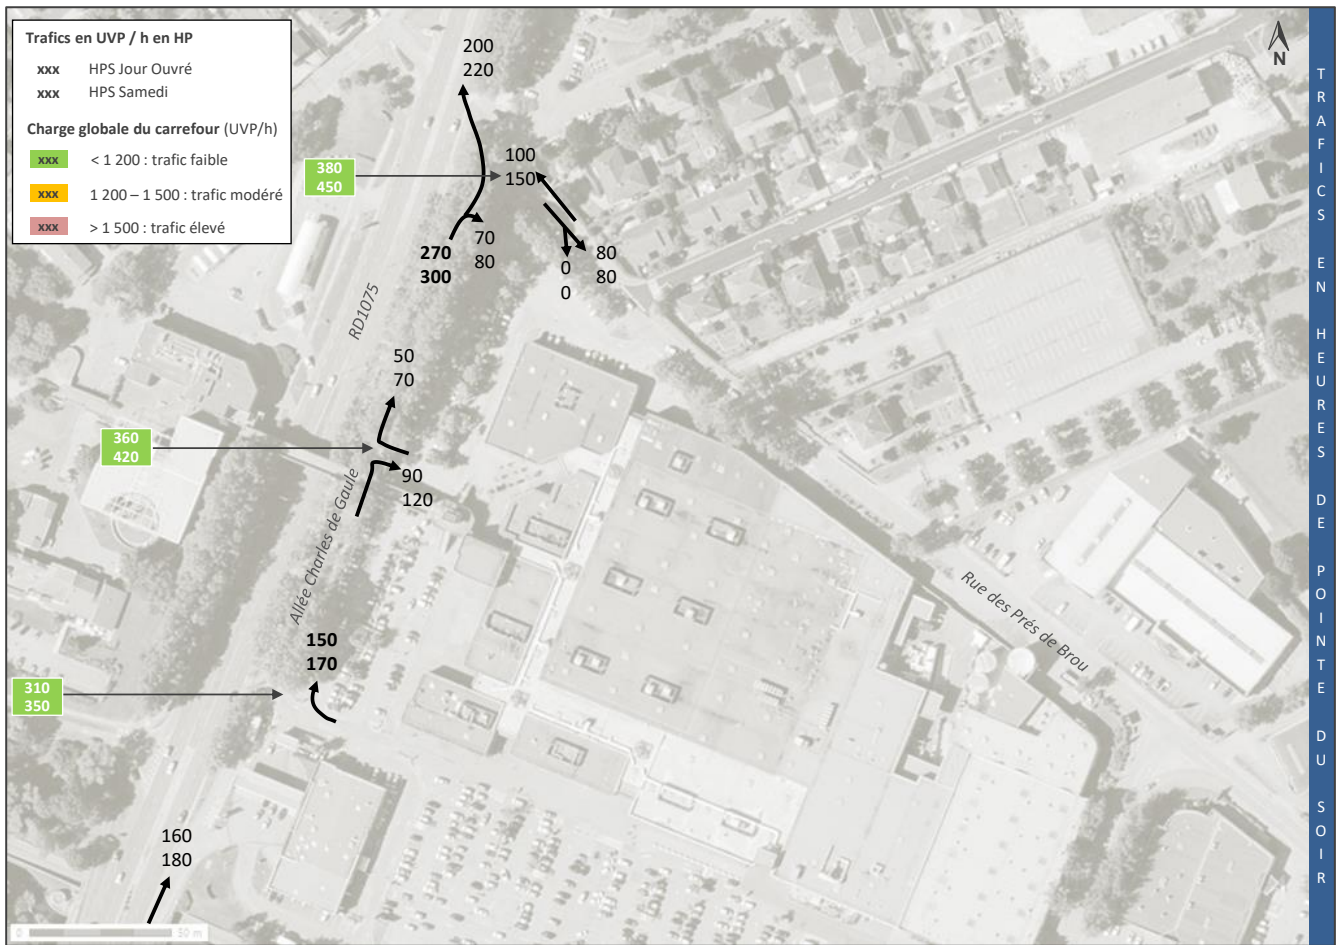 Trafics en UVP / h en HP
xxx HPS Jour Ouvré
xxx HPS Samedi
Charge globale du carrefour (UVP/h)
xxx < 1 200 : trafic faible
xxx 1 200 – 1 500 : trafic modéré
xxx > 1 500 : trafic élevé
N
200
220
380
450
100
150
70
80
270
300
80
80
0
0
RD1075
50
70
360
420
90
120
Allée Charles de Gaule
Rue des Prés de Brou
150
170
310
350
160
180
0 50 m
TRAFICS EN HEURES DE POINTE DU SOIR